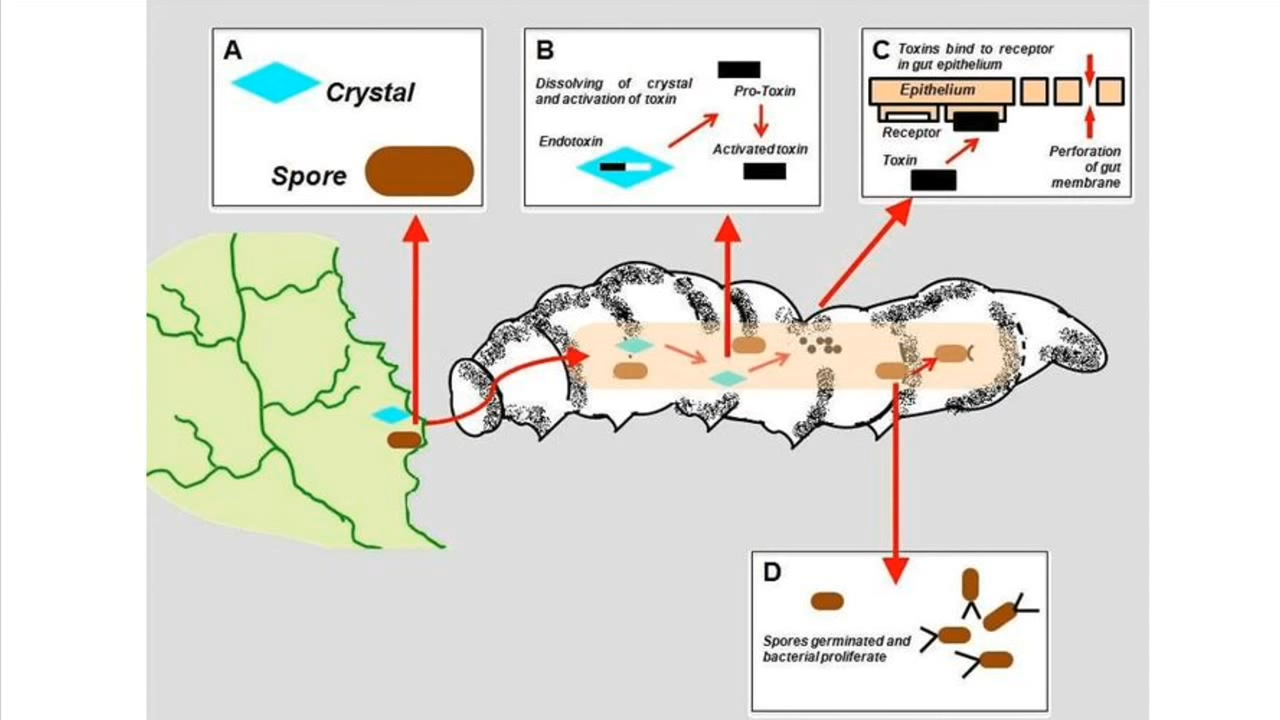 A
Crystal
Spore
B
Dissolving of crystal
and activation of toxin
Pro-Toxin
Endotoxin
Activated toxin
C
Toxins bind to receptor
in gut epithelium
Epithelium
Receptor
Toxin
Perforation
of gut
membrane
D
Spores germinated and
bacterial proliferate